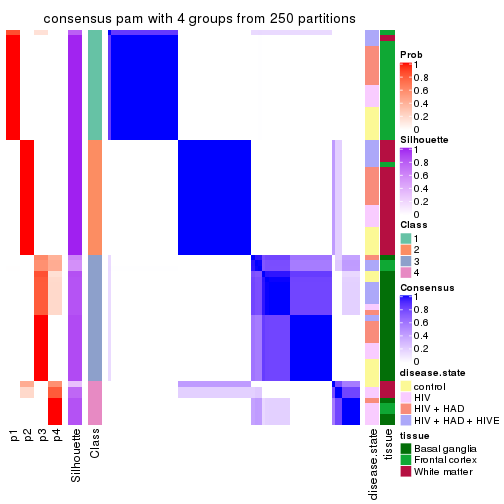 consensus pam with 4 groups from 250 partitions
Prob
1
0.8
0.6
0.4
0.2
0
Silhouette
1
0.8
0.6
0.4
0.2
0
Class
1
2
3
4
Consensus
1
0.8
0.6
0.4
0.2
0
disease.state
control
HIV
HIV + HAD
HIV + HAD + HIVE
tissue
Basal ganglia
Frontal cortex
White matter
p1
p2
p3
p4
Silhouette
Class
disease.state
tissue